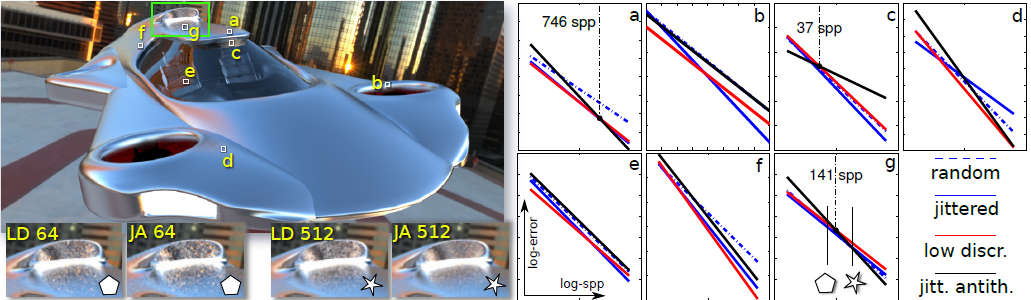 a
f
g
c
e
b
d
LD 64
JA 64
LD 512
JA 512
746 spp
a
b
37 spp
c
d
e
f
141 spp
g
log-error
log-spp
random
jittered
low discr.
jitt. antith.